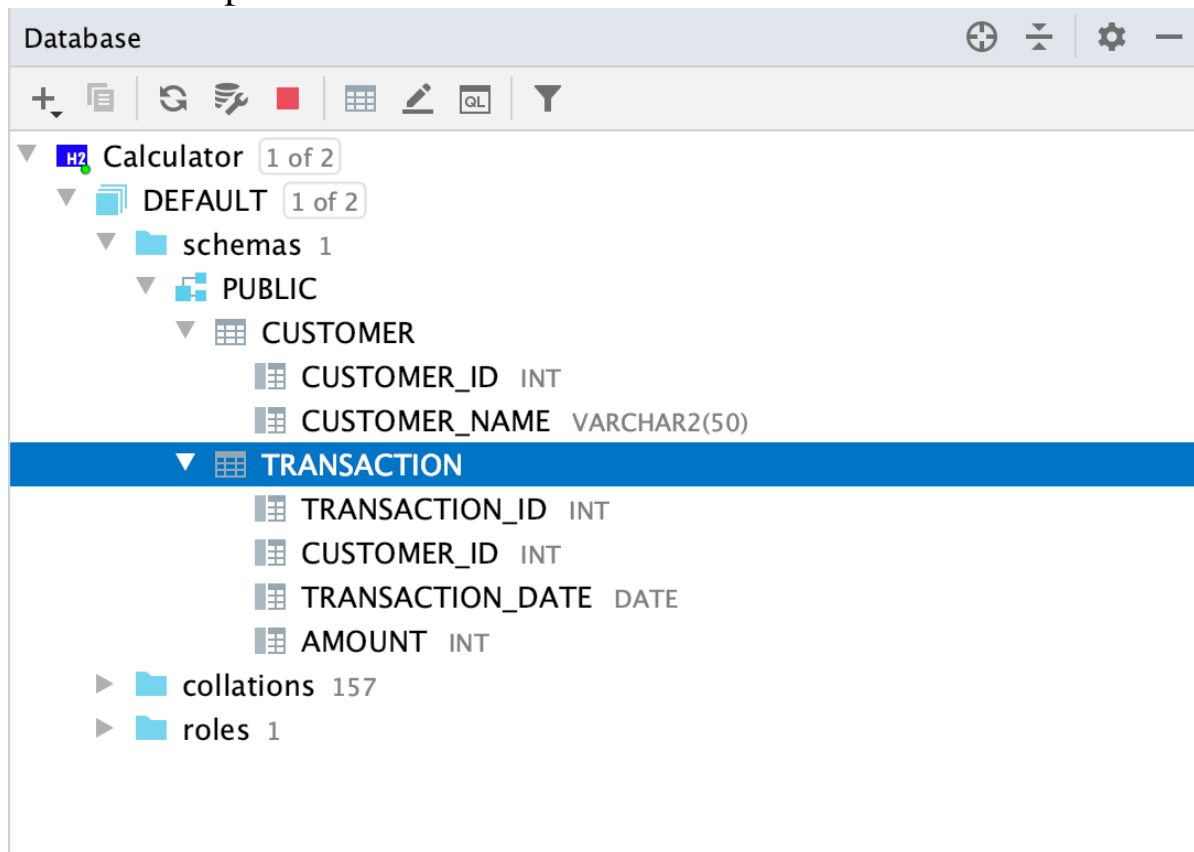 Database
QL
H2 Calculator 1 of 2
DEFAULT 1 of 2
schemas 1
PUBLIC
CUSTOMER
CUSTOMER_ID INT
CUSTOMER_NAME VARCHAR2(50)
TRANSACTION
TRANSACTION_ID INT
CUSTOMER_ID INT
TRANSACTION_DATE DATE
AMOUNT INT
collations 157
roles 1